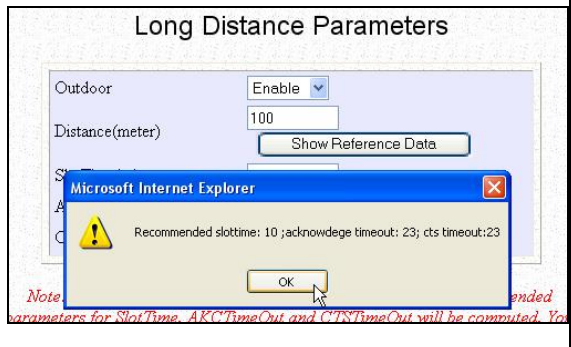 Long Distance Parameters
Outdoor
Enable
Distance(meter)
100
Show Reference Data
Microsoft Internet Explorer
Recommended slottime: 10 ;acknowdege timeout: 23; cts timeout:23
OK
Note.
ended
parameters for SlotTime, AKCTimeOut and CTSTimeOut will be computed. You